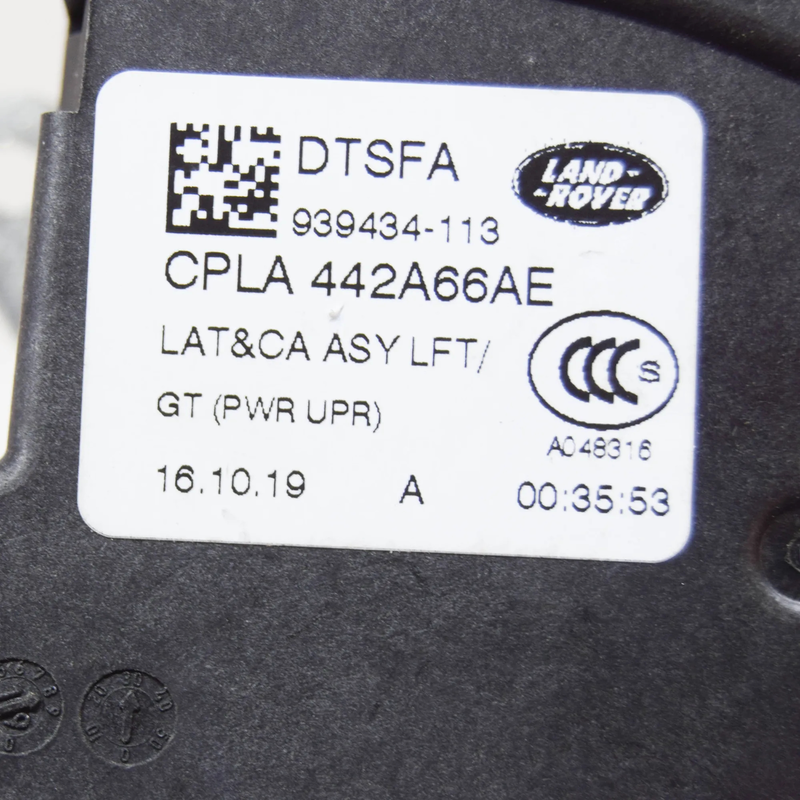 DTSFA
LAND-
-ROVER
939434-113
CPLA 442A66AE
LAT&CA ASY LFT/
CCC S
GT (PWR UPR)
A048316
16.10.19 A 00:35:53